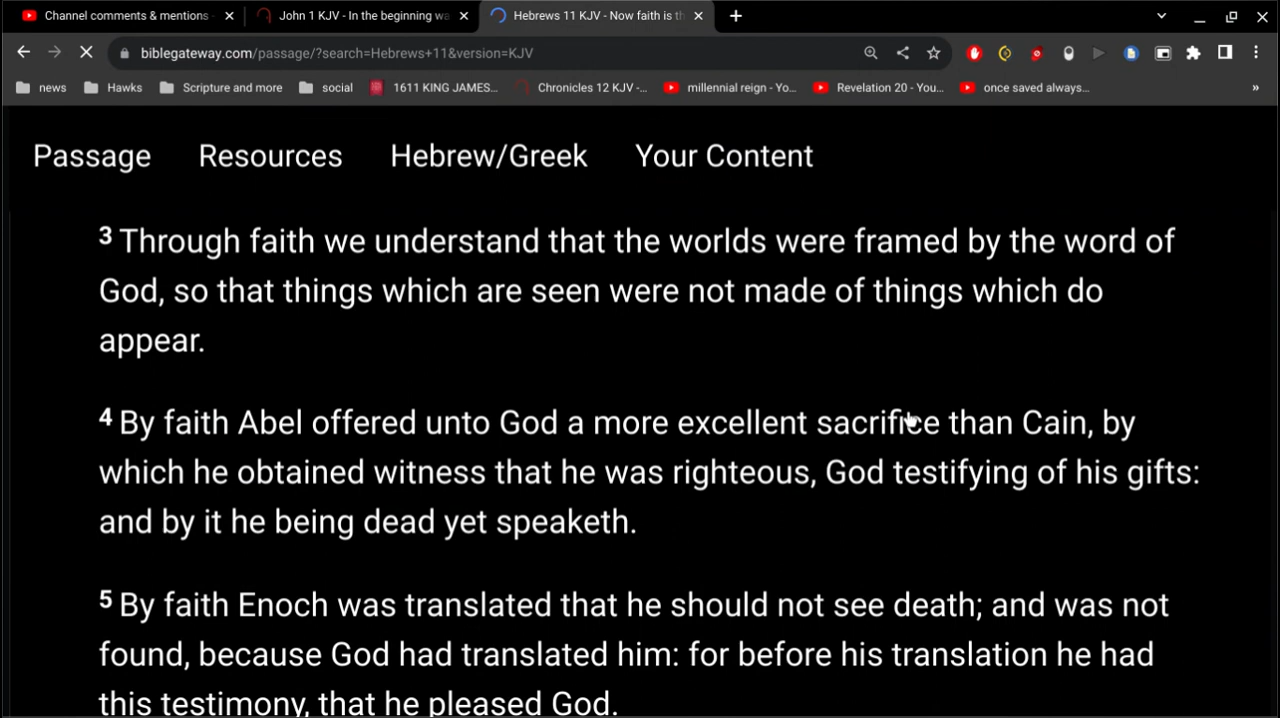 Channel comments & mentions
John 1 KJV - In the beginning wa
Hebrews 11 KJV - Now faith is th
biblegateway.com/passage/?search=Hebrews+11&version=KJV
news
Hawks
Scripture and more
social
1611 KING JAMES...
Chronicles 12 KJV -...
millennial reign - Yo...
Revelation 20 - You...
once saved always...
»
Passage
Resources
Hebrew/Greek
Your Content
3 Through faith we understand that the worlds were framed by the word of
God, so that things which are seen were not made of things which do
appear.
4 By faith Abel offered unto God a more excellent sacrifice than Cain, by
which he obtained witness that he was righteous, God testifying of his gifts:
and by it he being dead yet speaketh.
5 By faith Enoch was translated that he should not see death; and was not
found, because God had translated him: for before his translation he had
this testimony, that he pleased God.